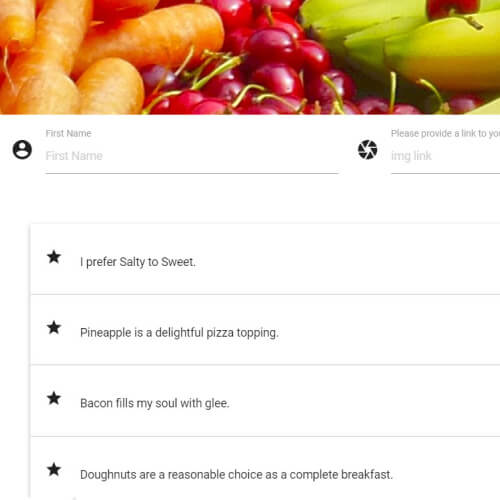 First Name
First Name
Please provide a link to
img link
I prefer Salty to Sweet.
Pineapple is a delightful pizza topping.
Bacon fills my soul with glee.
Doughnuts are a reasonable choice as a complete breakfast.